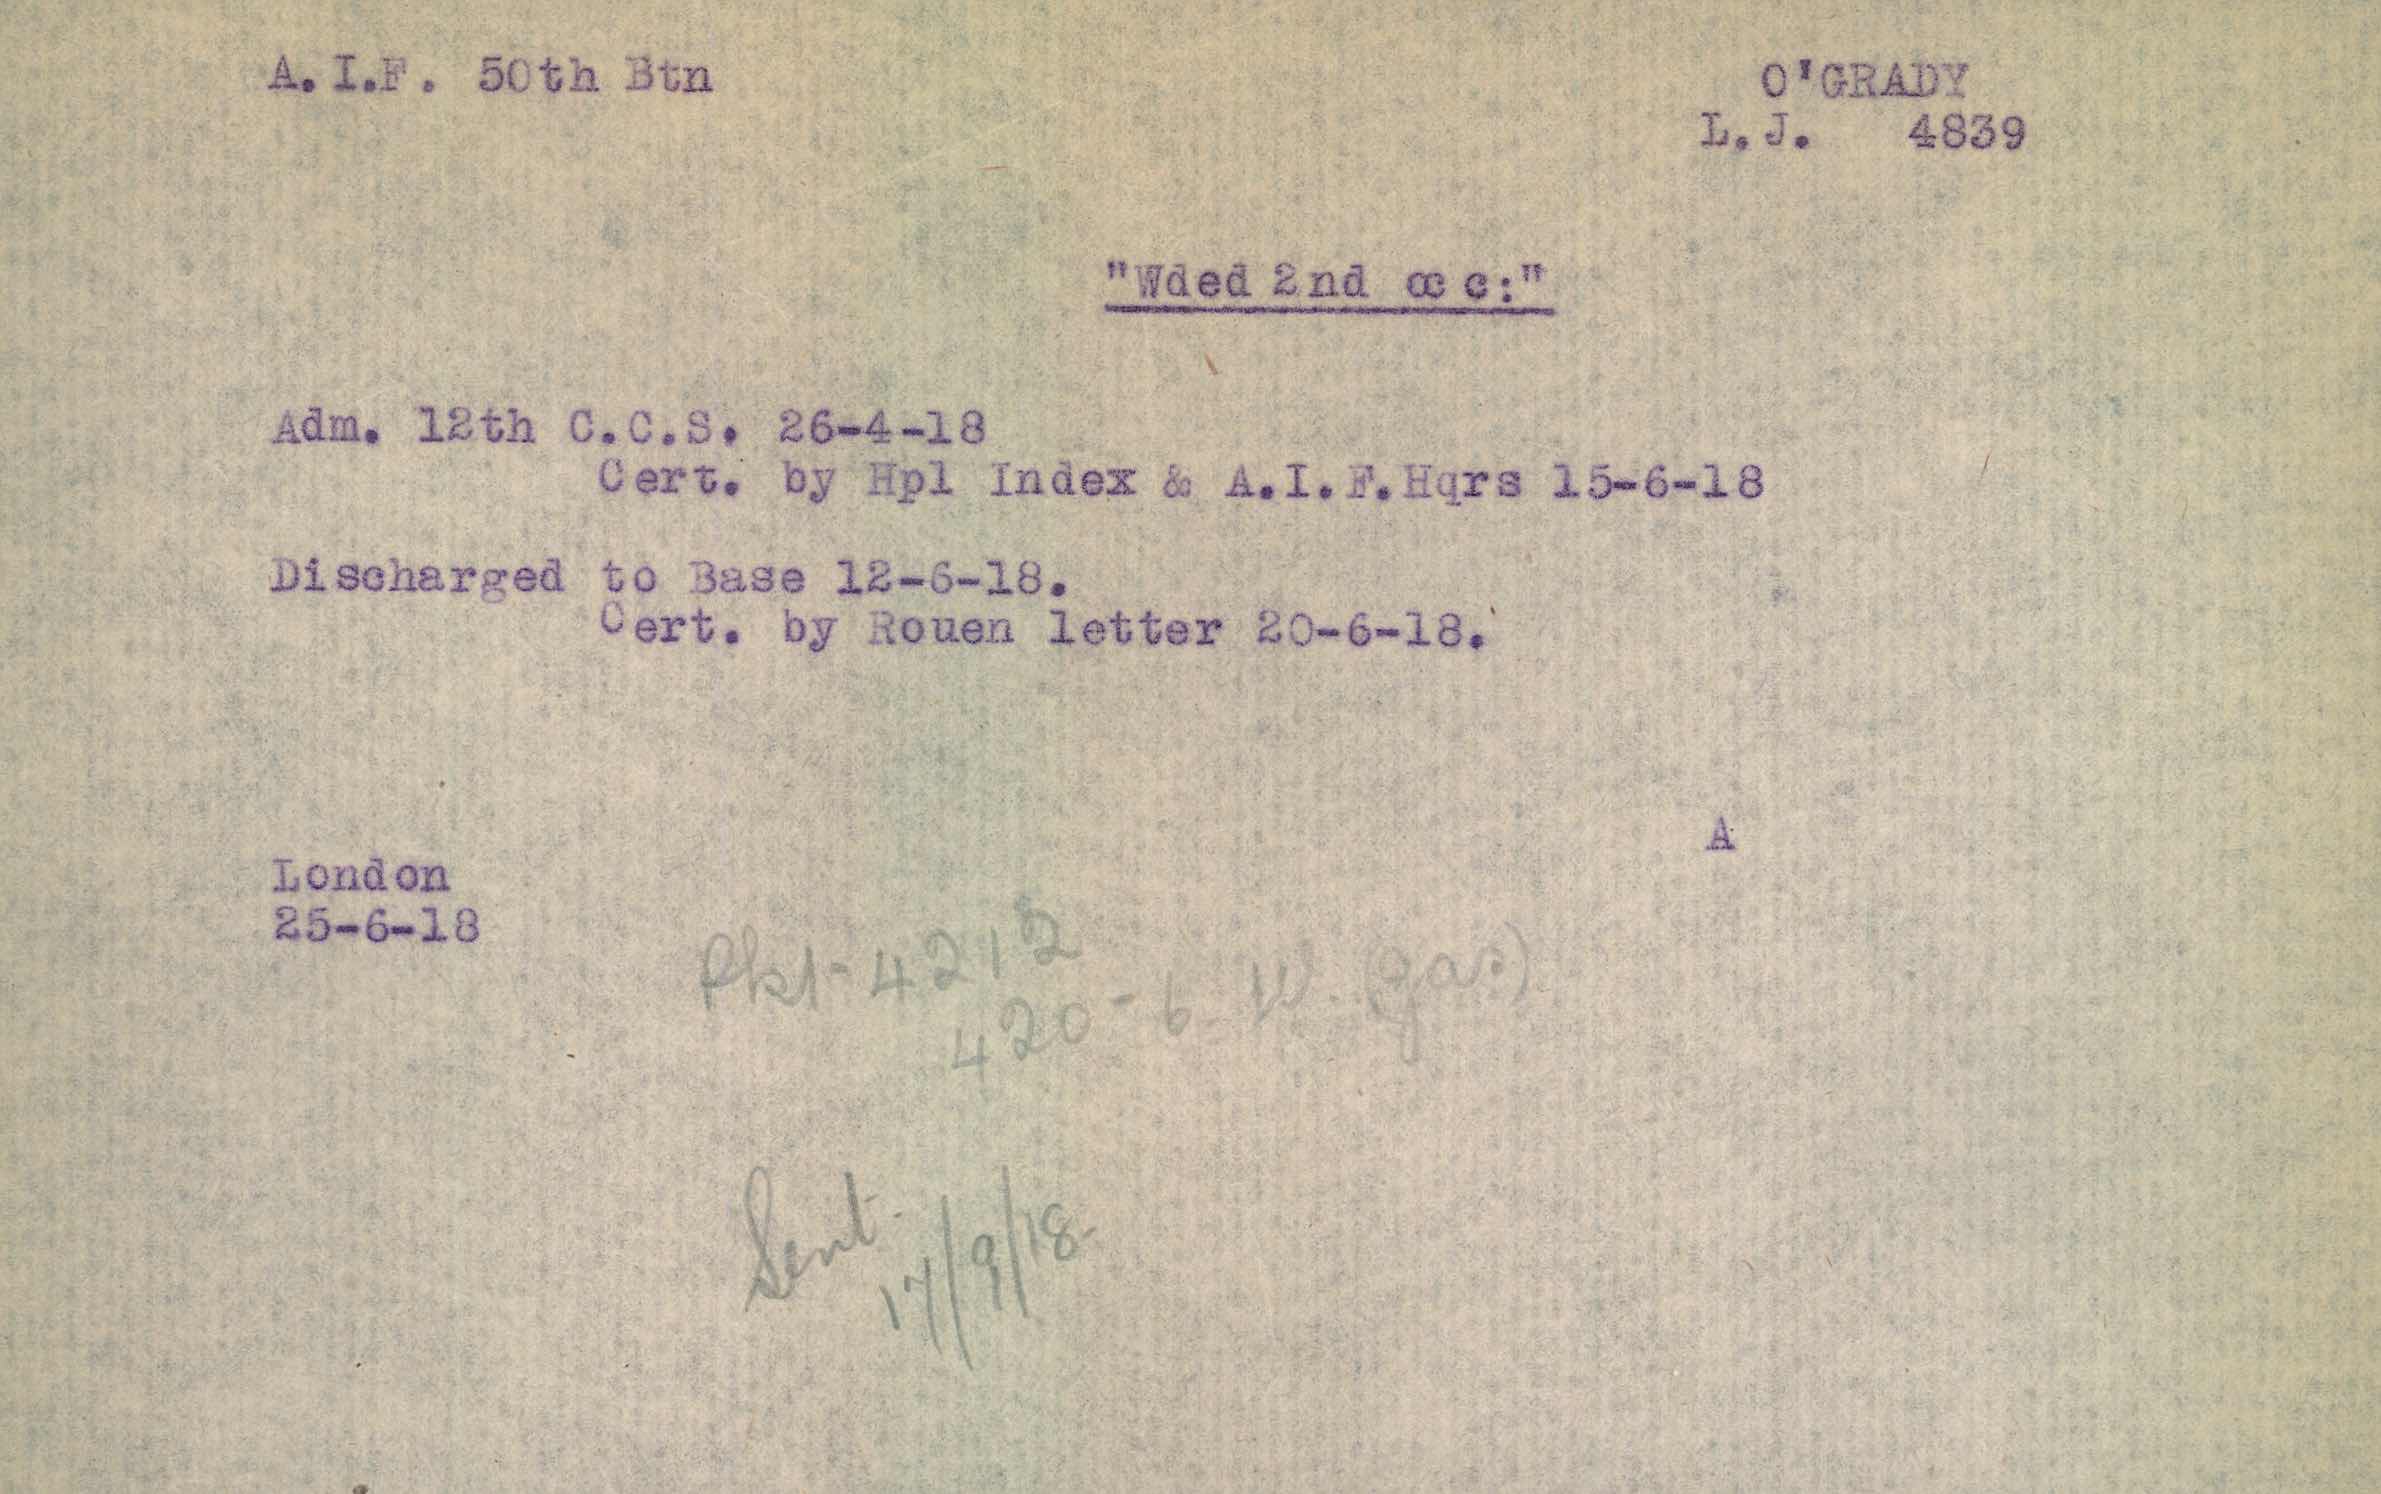 A.I.F. 50th Btn
O'GRADY
L.J. 4839
"Wded 2nd occ:"
Adm. 12th C.C.S. 26-4-18
Cert. by Hpl Index & A.I.F.Hqrs 15-6-18
Discharged to Base 12-6-18.
Cert. by Rouen letter 20-6-18.
A
London
25-6-18
Pkt-4212
420-6 W. (gas)
Sent.
17/9/18-